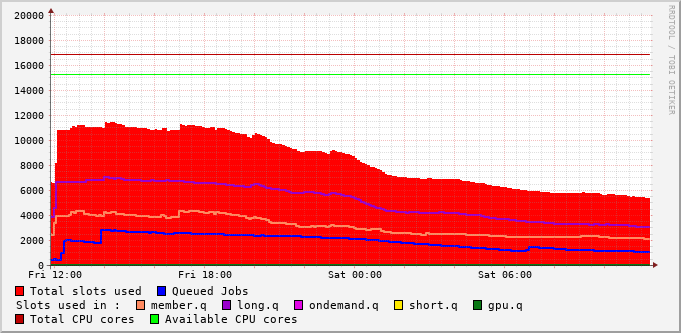 20000
18000
16000
14000
12000
10000
8000
6000
4000
2000
0
Fri 12:00 Fri 18:00 Sat 00:00 Sat 06:00
Total slots used Queued Jobs
Slots used in : member.q long.q ondemand.q short.q gpu.q
Total CPU cores Available CPU cores
RRDTOOL / TOBI OETIKER